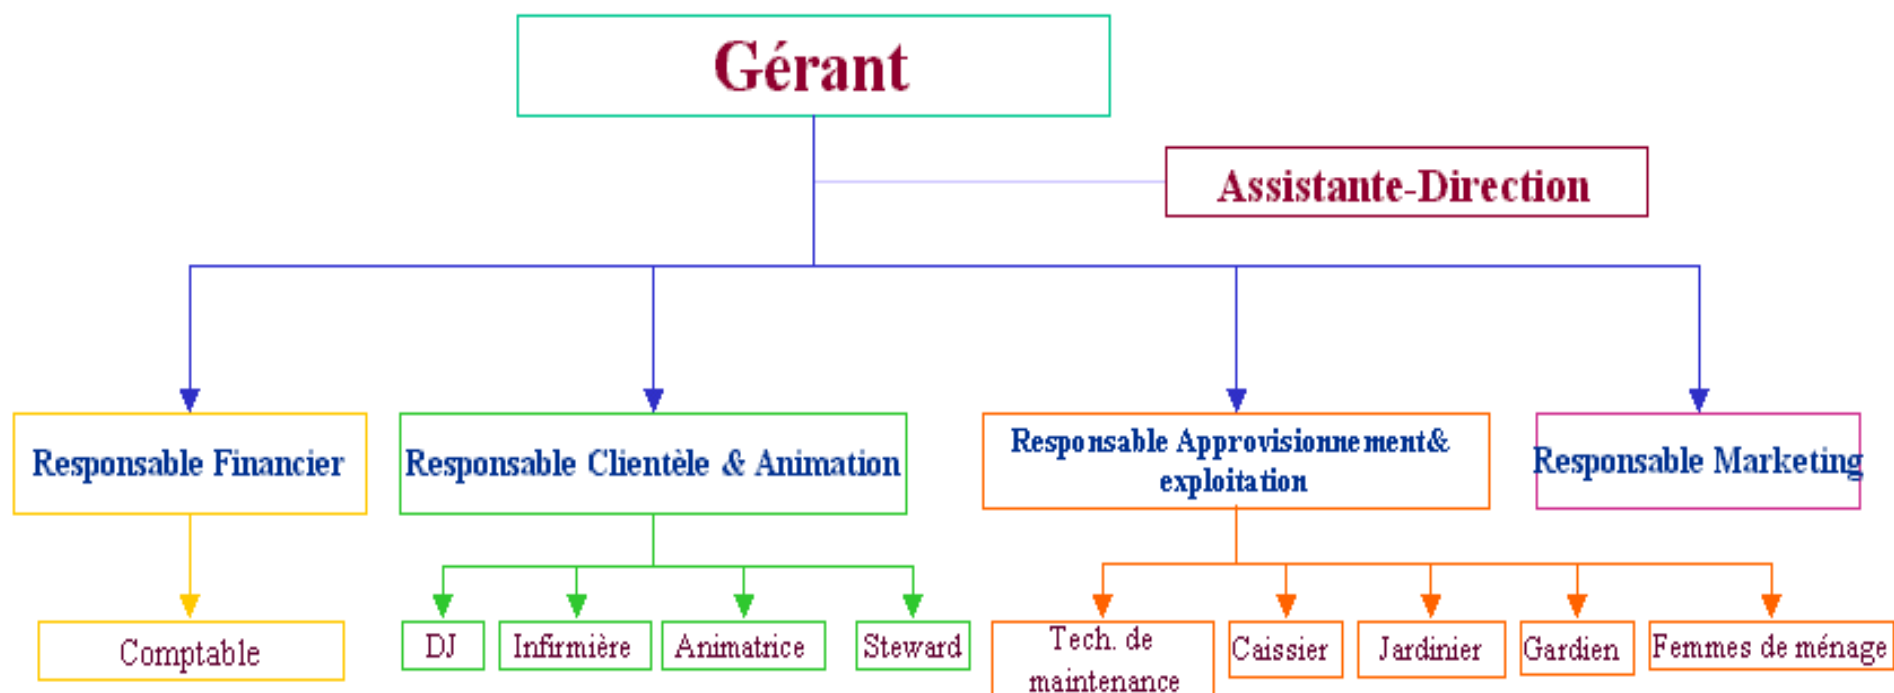 Gérant
Assistante-Direction
Responsable Financier
Responsable Clientèle & Animation
Responsable Approvisionnement&
exploitation
Responsable Marketing
Comptable
DJ
Infirmière
Animatrice
Steward
Tech. de
maintenance
Caissier
Jardinier
Gardien
Femmes de ménage